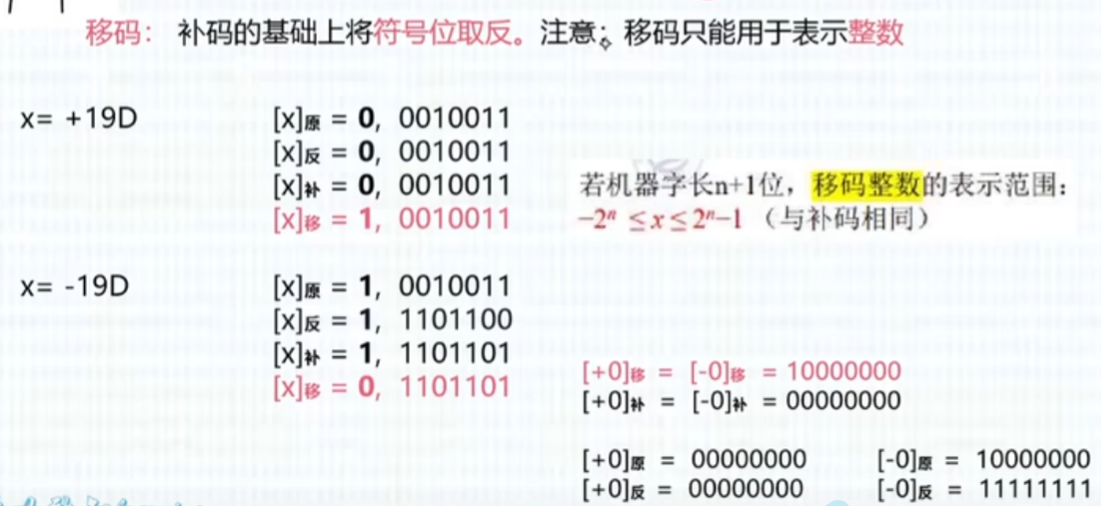 移码： 补码的基础上将符号位取反。注意：移码只能用于表示整数
x= +19D
[x]原 = 0, 0010011
[x]反 = 0, 0010011
[x]补 = 0, 0010011
[x]移 = 1, 0010011
若机器字长n+1位，移码整数的表示范围：
−2ⁿ ≤x≤2ⁿ−1 （与补码相同）
x= -19D
[x]原 = 1, 0010011
[x]反 = 1, 1101100
[x]补 = 1, 1101101
[x]移 = 0, 1101101
[+0]移 = [-0]移 = 10000000
[+0]补 = [-0]补 = 00000000
[+0]原 = 00000000 [-0]原 = 10000000
[+0]反 = 00000000 [-0]反 = 11111111